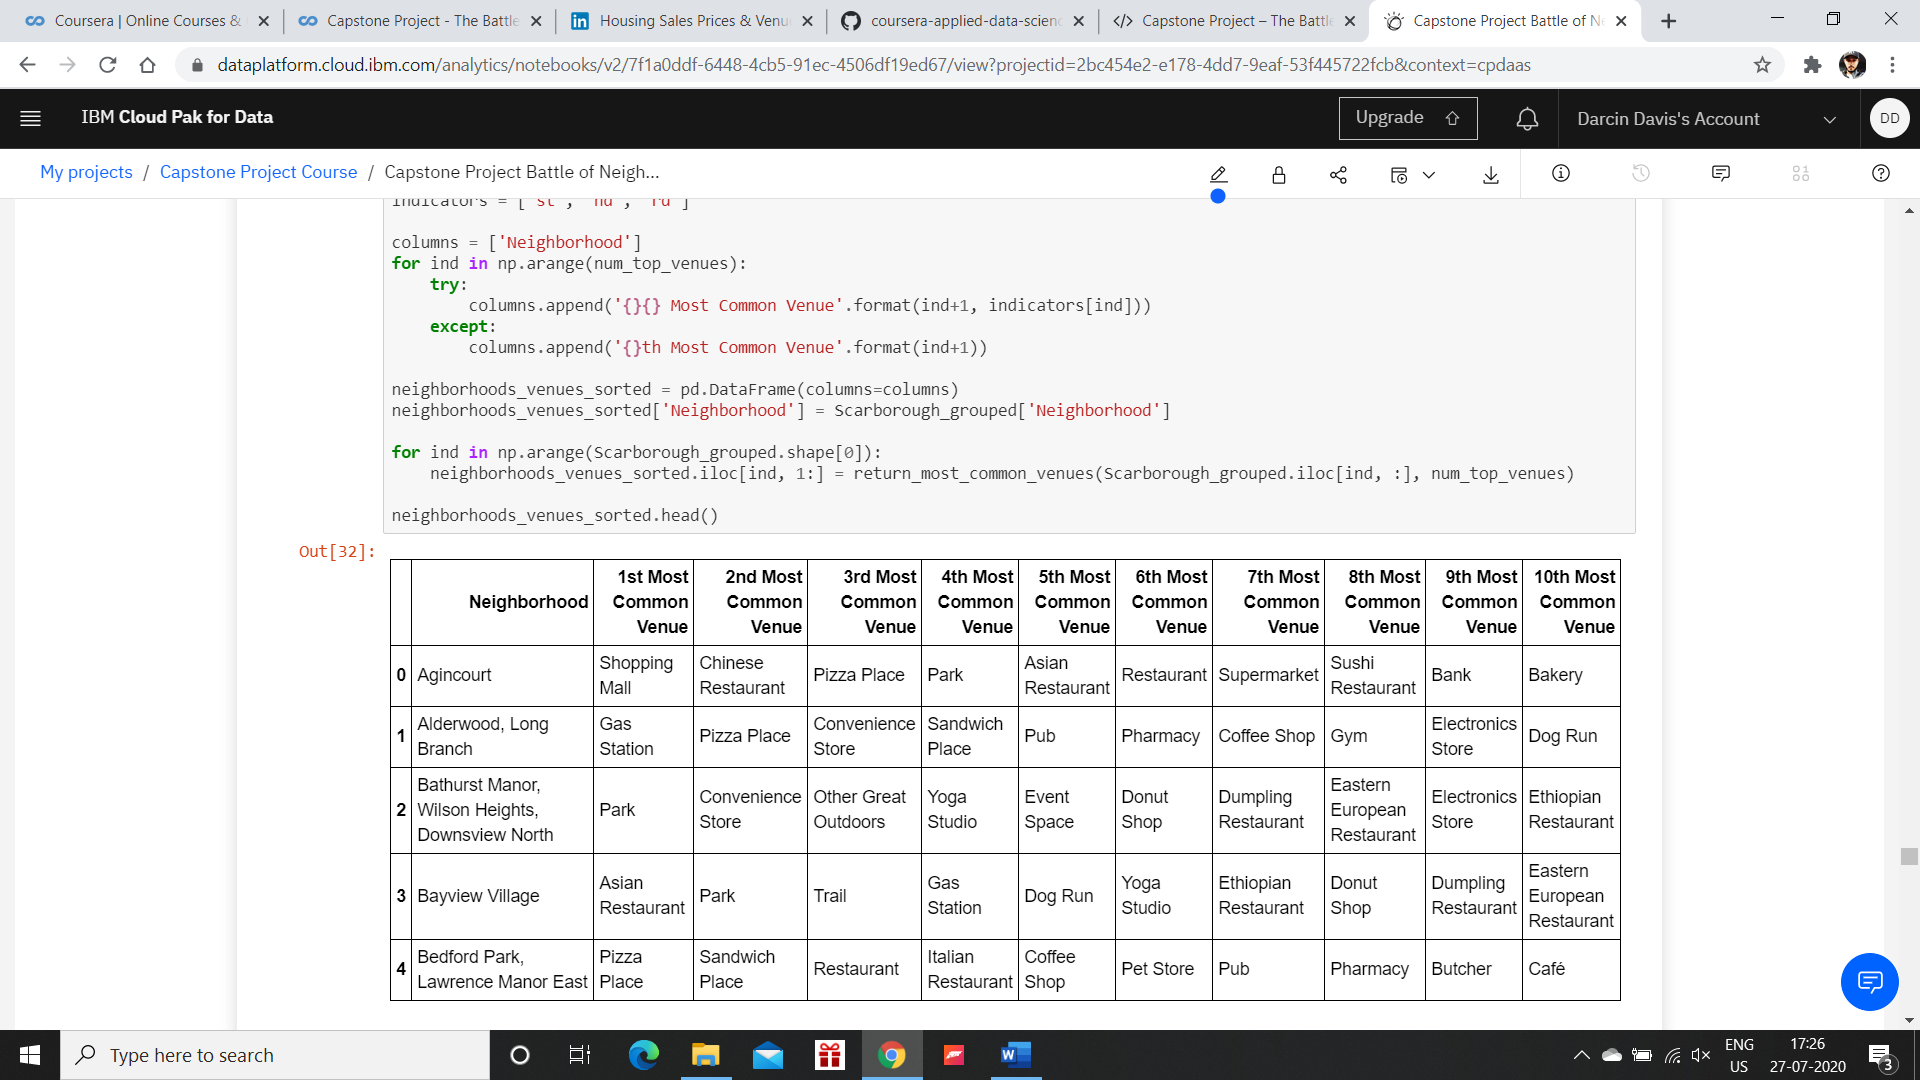 Coursera | Online Courses &
Capstone Project - The Battle
Housing Sales Prices & Venu
coursera-applied-data-scien
Capstone Project – The Battle
Capstone Project Battle of Ne
dataplatform.cloud.ibm.com/analytics/notebooks/v2/7f1a0ddf-6448-4cb5-91ec-4506df19ed67/view?projectid=2bc454e2-e178-4dd7-9eaf-53f445722fcb&context=cpdaas
IBM Cloud Pak for Data
Upgrade
Darcin Davis's Account
DD
My projects / Capstone Project Course / Capstone Project Battle of Neigh...
indicators = ['st', 'nd', 'rd']
columns = ['Neighborhood']
for ind in np.arange(num_top_venues):
    try:
        columns.append('{}{} Most Common Venue'.format(ind+1, indicators[ind]))
    except:
        columns.append('{}th Most Common Venue'.format(ind+1))
neighborhoods_venues_sorted = pd.DataFrame(columns=columns)
neighborhoods_venues_sorted['Neighborhood'] = Scarborough_grouped['Neighborhood']
for ind in np.arange(Scarborough_grouped.shape[0]):
    neighborhoods_venues_sorted.iloc[ind, 1:] = return_most_common_venues(Scarborough_grouped.iloc[ind, :], num_top_venues)
neighborhoods_venues_sorted.head()
Out[32]:
Neighborhood 1st Most Common Venue 2nd Most Common Venue 3rd Most Common Venue 4th Most Common Venue 5th Most Common Venue 6th Most Common Venue 7th Most Common Venue 8th Most Common Venue 9th Most Common Venue 10th Most Common Venue
0 Agincourt Shopping Mall Chinese Restaurant Pizza Place Park Asian Restaurant Restaurant Supermarket Sushi Restaurant Bank Bakery
1 Alderwood, Long Branch Gas Station Pizza Place Convenience Store Sandwich Place Pub Pharmacy Coffee Shop Gym Electronics Store Dog Run
2 Bathurst Manor, Wilson Heights, Downsview North Park Convenience Store Other Great Outdoors Yoga Studio Event Space Donut Shop Dumpling Restaurant Eastern European Restaurant Electronics Store Ethiopian Restaurant
3 Bayview Village Asian Restaurant Park Trail Gas Station Dog Run Yoga Studio Ethiopian Restaurant Donut Shop Dumpling Restaurant Eastern European Restaurant
4 Bedford Park, Lawrence Manor East Pizza Place Sandwich Place Restaurant Italian Restaurant Coffee Shop Pet Store Pub Pharmacy Butcher Café
Type here to search
ENG
US
17:26
27-07-2020
3